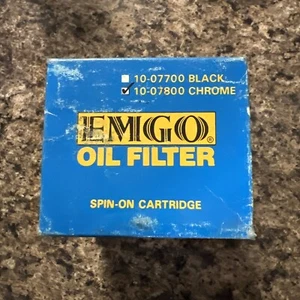 10-07700 BLACK
10-07800 CHROME
EMGO®
OIL FILTER
SPIN-ON CARTRIDGE